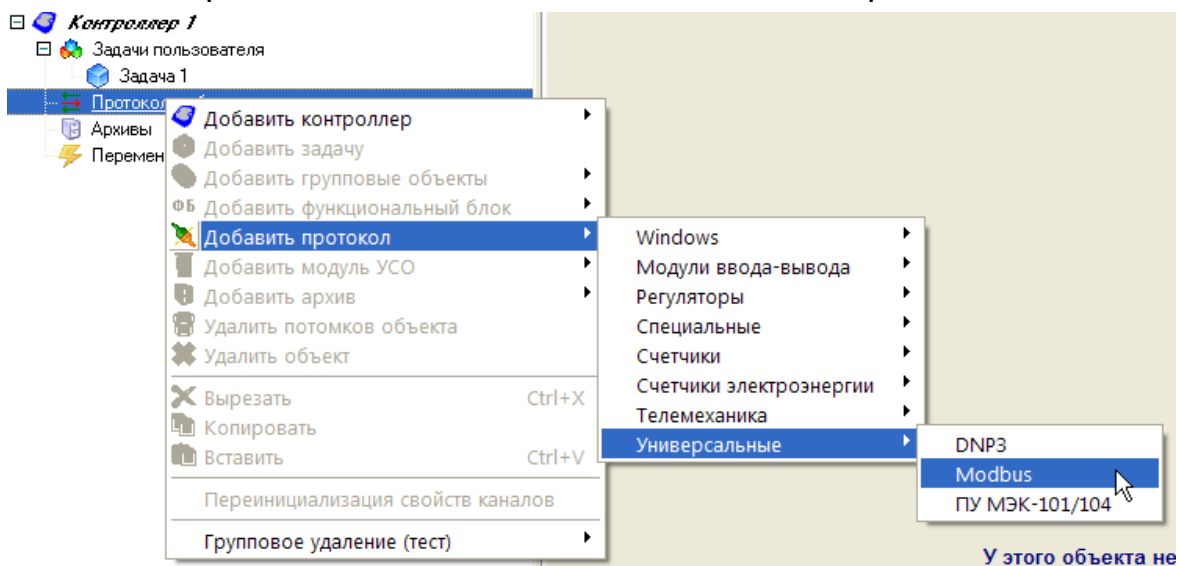 Контроллер 1
Задачи пользователя
Задача 1
Протокол
Архивы
Перемен
Добавить контроллер
Добавить задачу
Добавить групповые объекты
ФБ Добавить функциональный блок
Добавить протокол
Добавить модуль УСО
Добавить архив
Удалить потомков объекта
Удалить объект
Вырезать Ctrl+X
Копировать
Вставить Ctrl+V
Переинициализация свойств каналов
Групповое удаление (тест)
Windows
Модули ввода-вывода
Регуляторы
Специальные
Счетчики
Счетчики электроэнергии
Телемеханика
Универсальные
DNP3
Modbus
ПУ МЭК-101/104
У этого объекта не